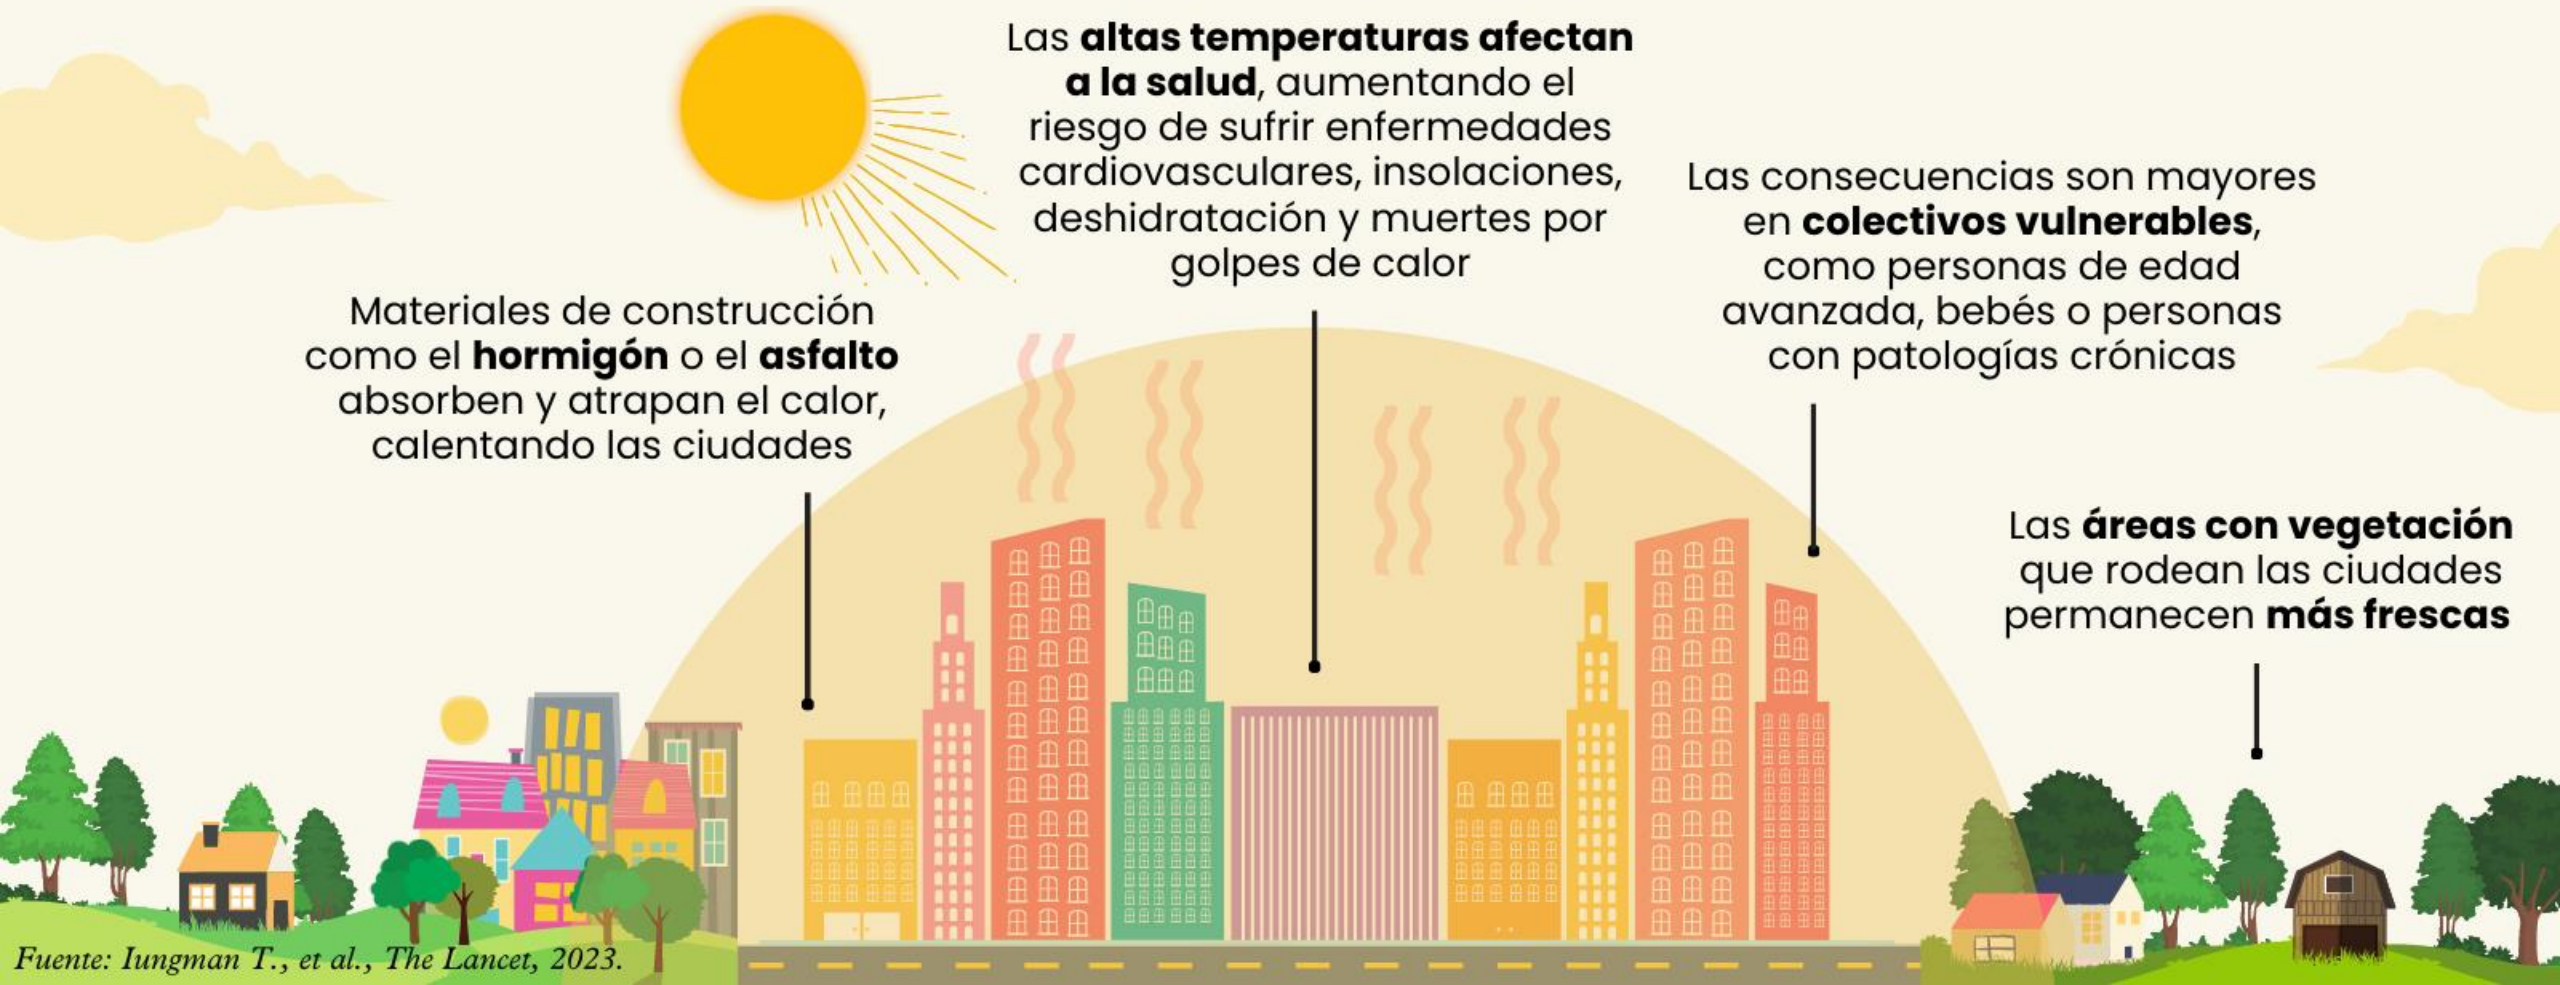 Las altas temperaturas afectan
a la salud, aumentando el
riesgo de sufrir enfermedades
cardiovasculares, insolaciones,
deshidratación y muertes por
golpes de calor
Materiales de construcción
como el hormigón o el asfalto
absorben y atrapan el calor,
calentando las ciudades
Las consecuencias son mayores
en colectivos vulnerables,
como personas de edad
avanzada, bebés o personas
con patologías crónicas
Las áreas con vegetación
que rodean las ciudades
permanecen más frescas
Fuente: Iungman T., et al., The Lancet, 2023.